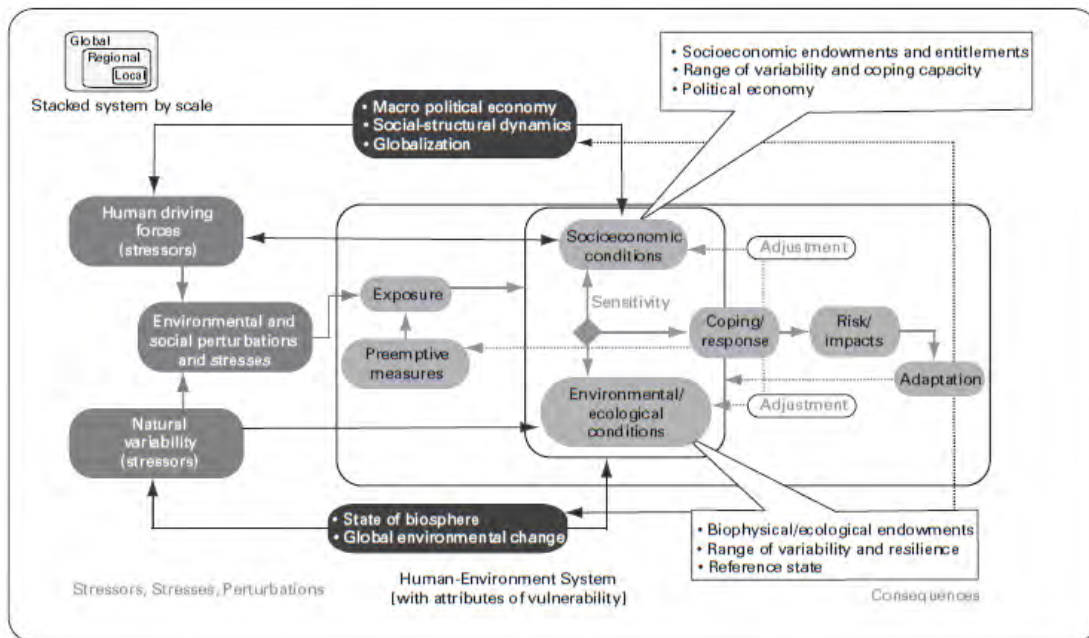 Global
Regional
Local
Stacked system by scale
• Macro political economy
• Social-structural dynamics
• Globalization
• Socioeconomic endowments and entitlements
• Range of variability and coping capacity
• Political economy
Human driving
forces
(stressors)
Socioeconomic
conditions
Adjustment
Exposure
Sensitivity
Environmental and
social perturbations
and stresses
Coping/
response
Risk/
impacts
Preemptive
measures
Adaptation
Environmental/
ecological
conditions
Adjustment
Natural
variability
(stressors)
• State of biosphere
• Global environmental change
• Biophysical/ecological endowments
• Range of variability and resilience
• Reference state
Stressors, Stresses, Perturbations
Human-Environment System
[with attributes of vulnerability]
Consequences